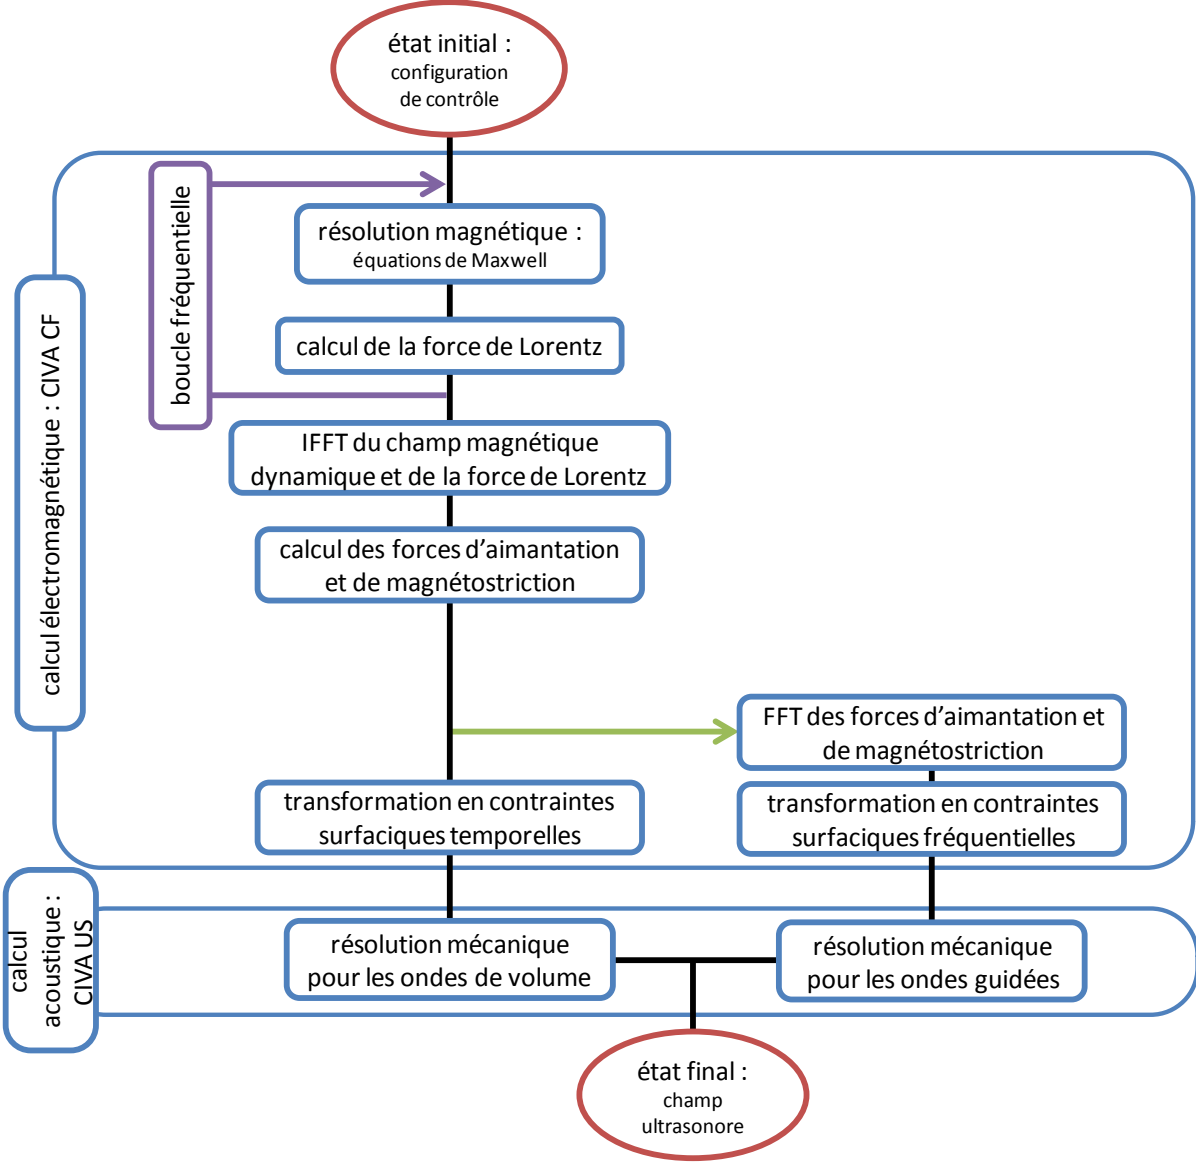 état initial :
configuration
de contrôle
boucle fréquentielle
résolution magnétique :
équations de Maxwell
calcul de la force de Lorentz
IFFT du champ magnétique
dynamique et de la force de Lorentz
calcul des forces d'aimantation
et de magnétostriction
calcul électromagnétique : CIVA CF
FFT des forces d'aimantation et
de magnétostriction
transformation en contraintes
surfaciques temporelles
transformation en contraintes
surfaciques fréquentielles
calcul
acoustique :
CIVA US
résolution mécanique
pour les ondes de volume
résolution mécanique
pour les ondes guidées
état final :
champ
ultrasonore